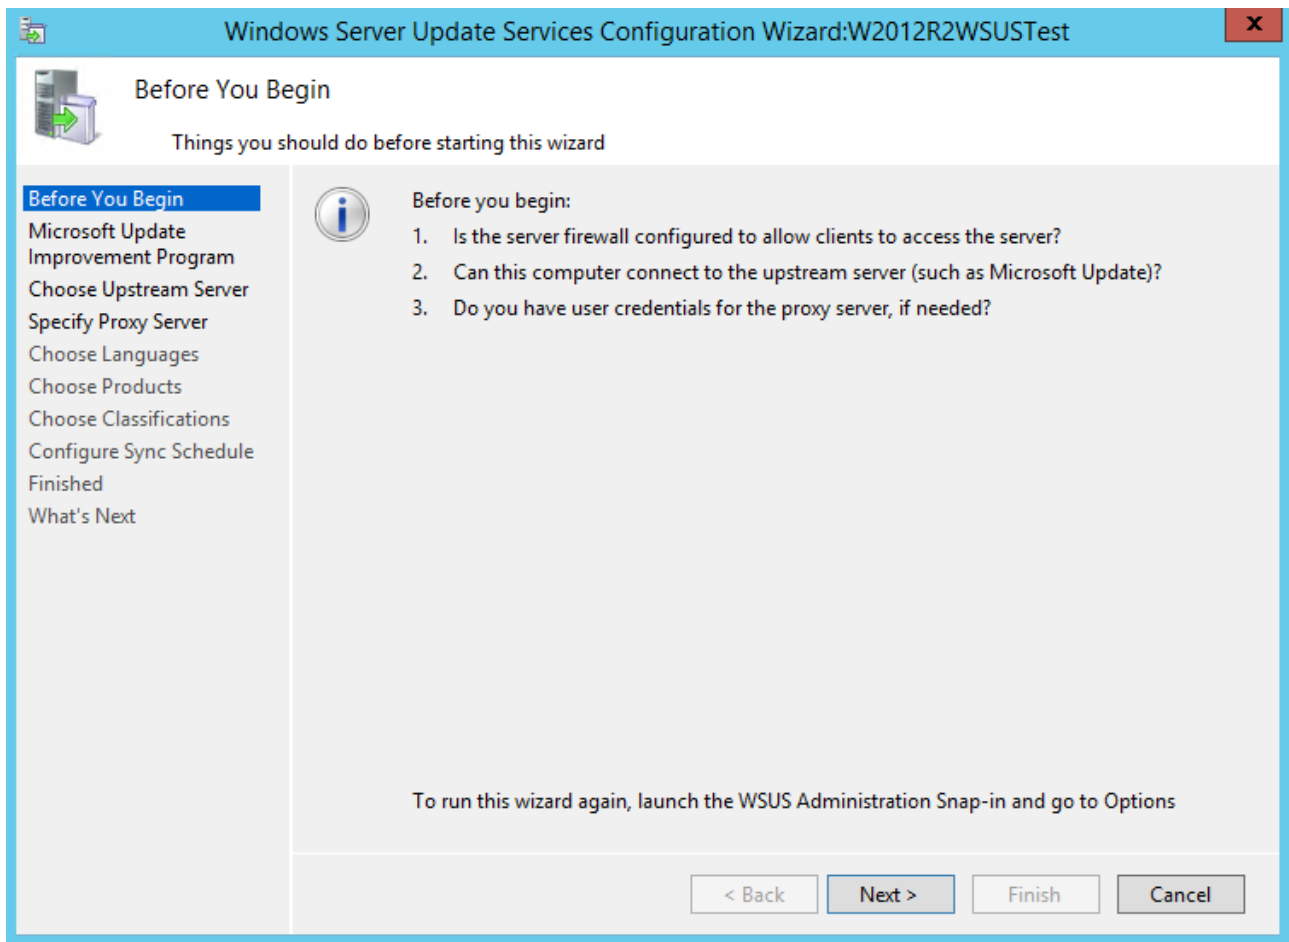 Windows Server Update Services Configuration Wizard:W2012R2WSUSTest
x
Before You Begin
Things you should do before starting this wizard
Before You Begin
Microsoft Update
Improvement Program
Choose Upstream Server
Specify Proxy Server
Choose Languages
Choose Products
Choose Classifications
Configure Sync Schedule
Finished
What's Next
Before you begin:
1. Is the server firewall configured to allow clients to access the server?
2. Can this computer connect to the upstream server (such as Microsoft Update)?
3. Do you have user credentials for the proxy server, if needed?
To run this wizard again, launch the WSUS Administration Snap-in and go to Options
< Back Next > Finish Cancel